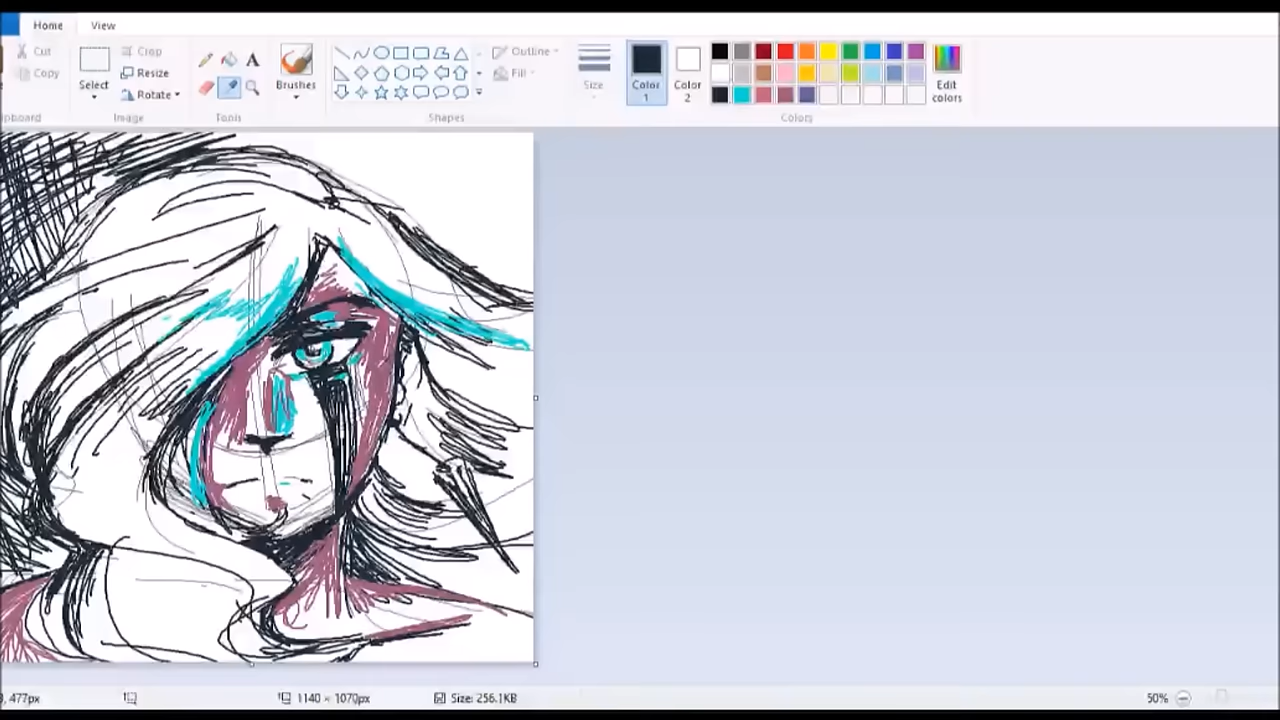 Home View
Cut
Copy
Select
Crop
Resize
Rotate
Brushes
Outline
Fill
Size
Color
1
Color
2
Edit
colors
Image
Tools
Shapes
Colors
477px
1140 × 1070px
Size: 256.1KB
50%